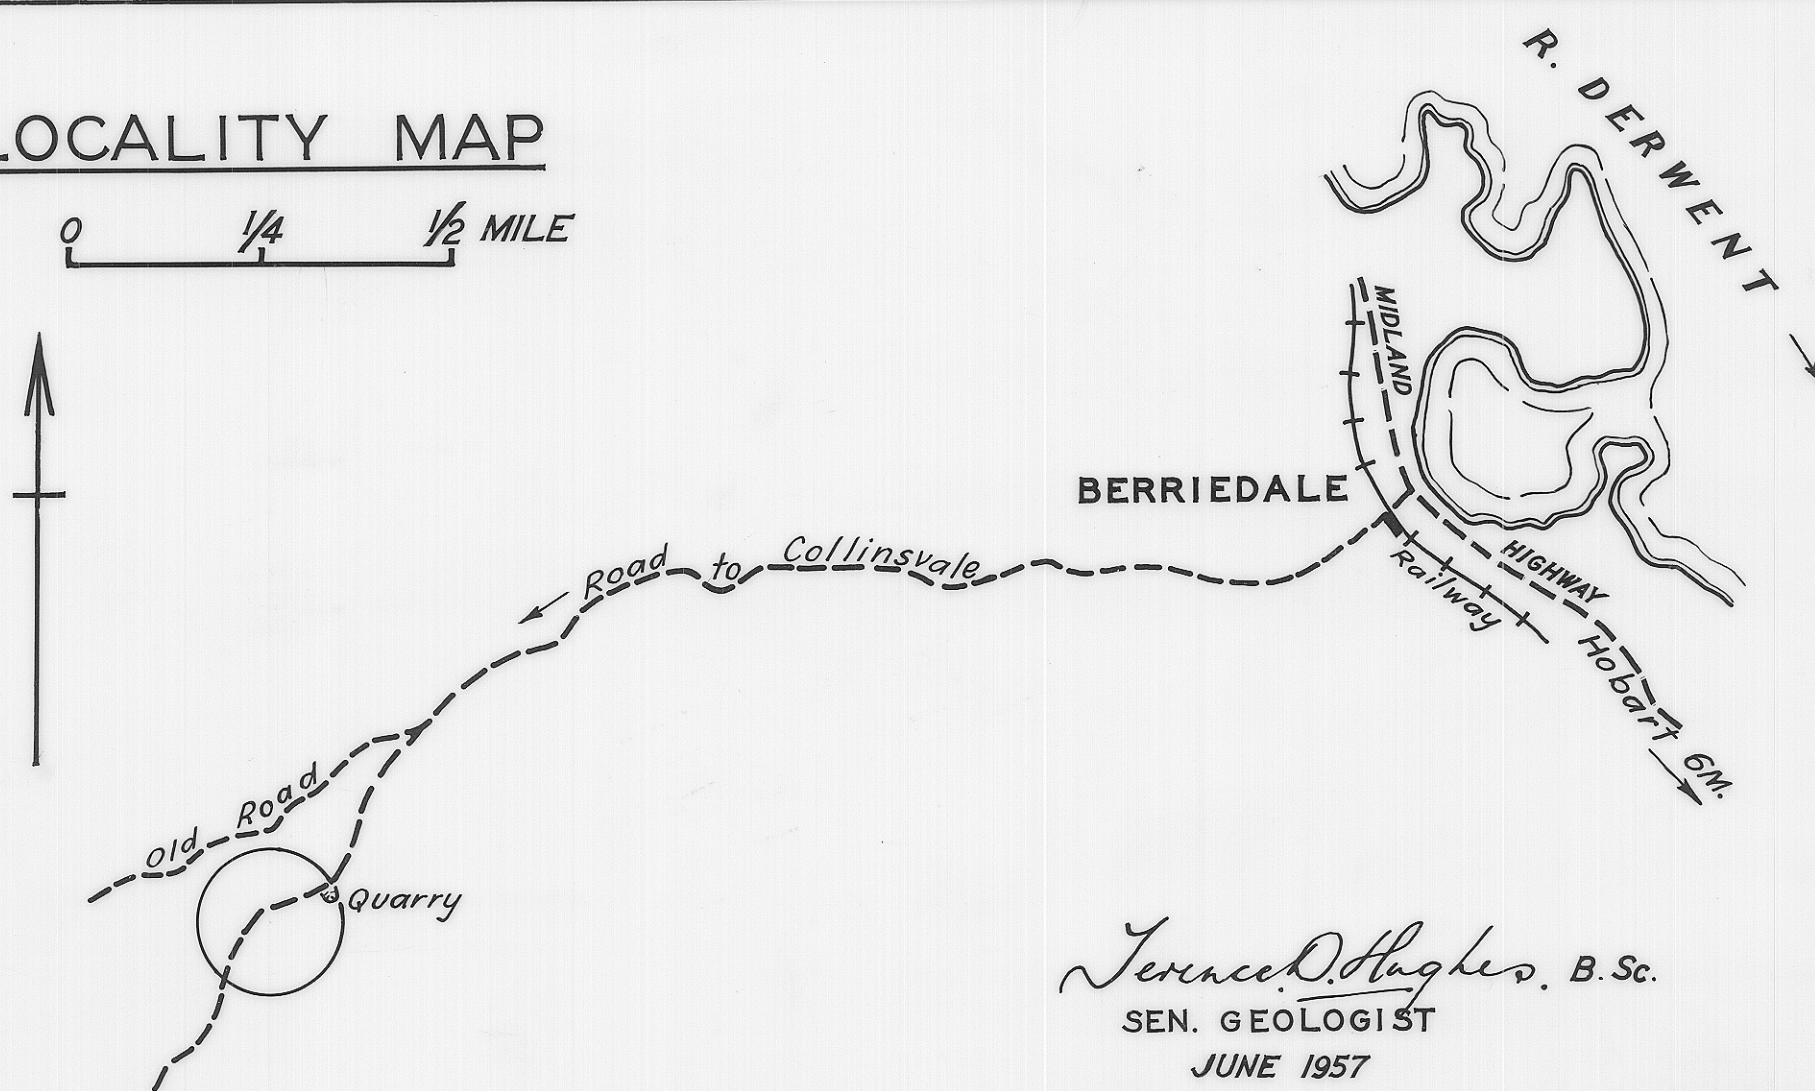 LOCALITY MAP
0 1/4 1/2 MILE
R. DERWENT
MIDLAND
HIGHWAY
BERRIEDALE
Railway
Road to Collinsvale
Hobart 6M.
Old Road
Quarry
Terence D. Hughes. B.Sc.
SEN. GEOLOGIST
JUNE 1957